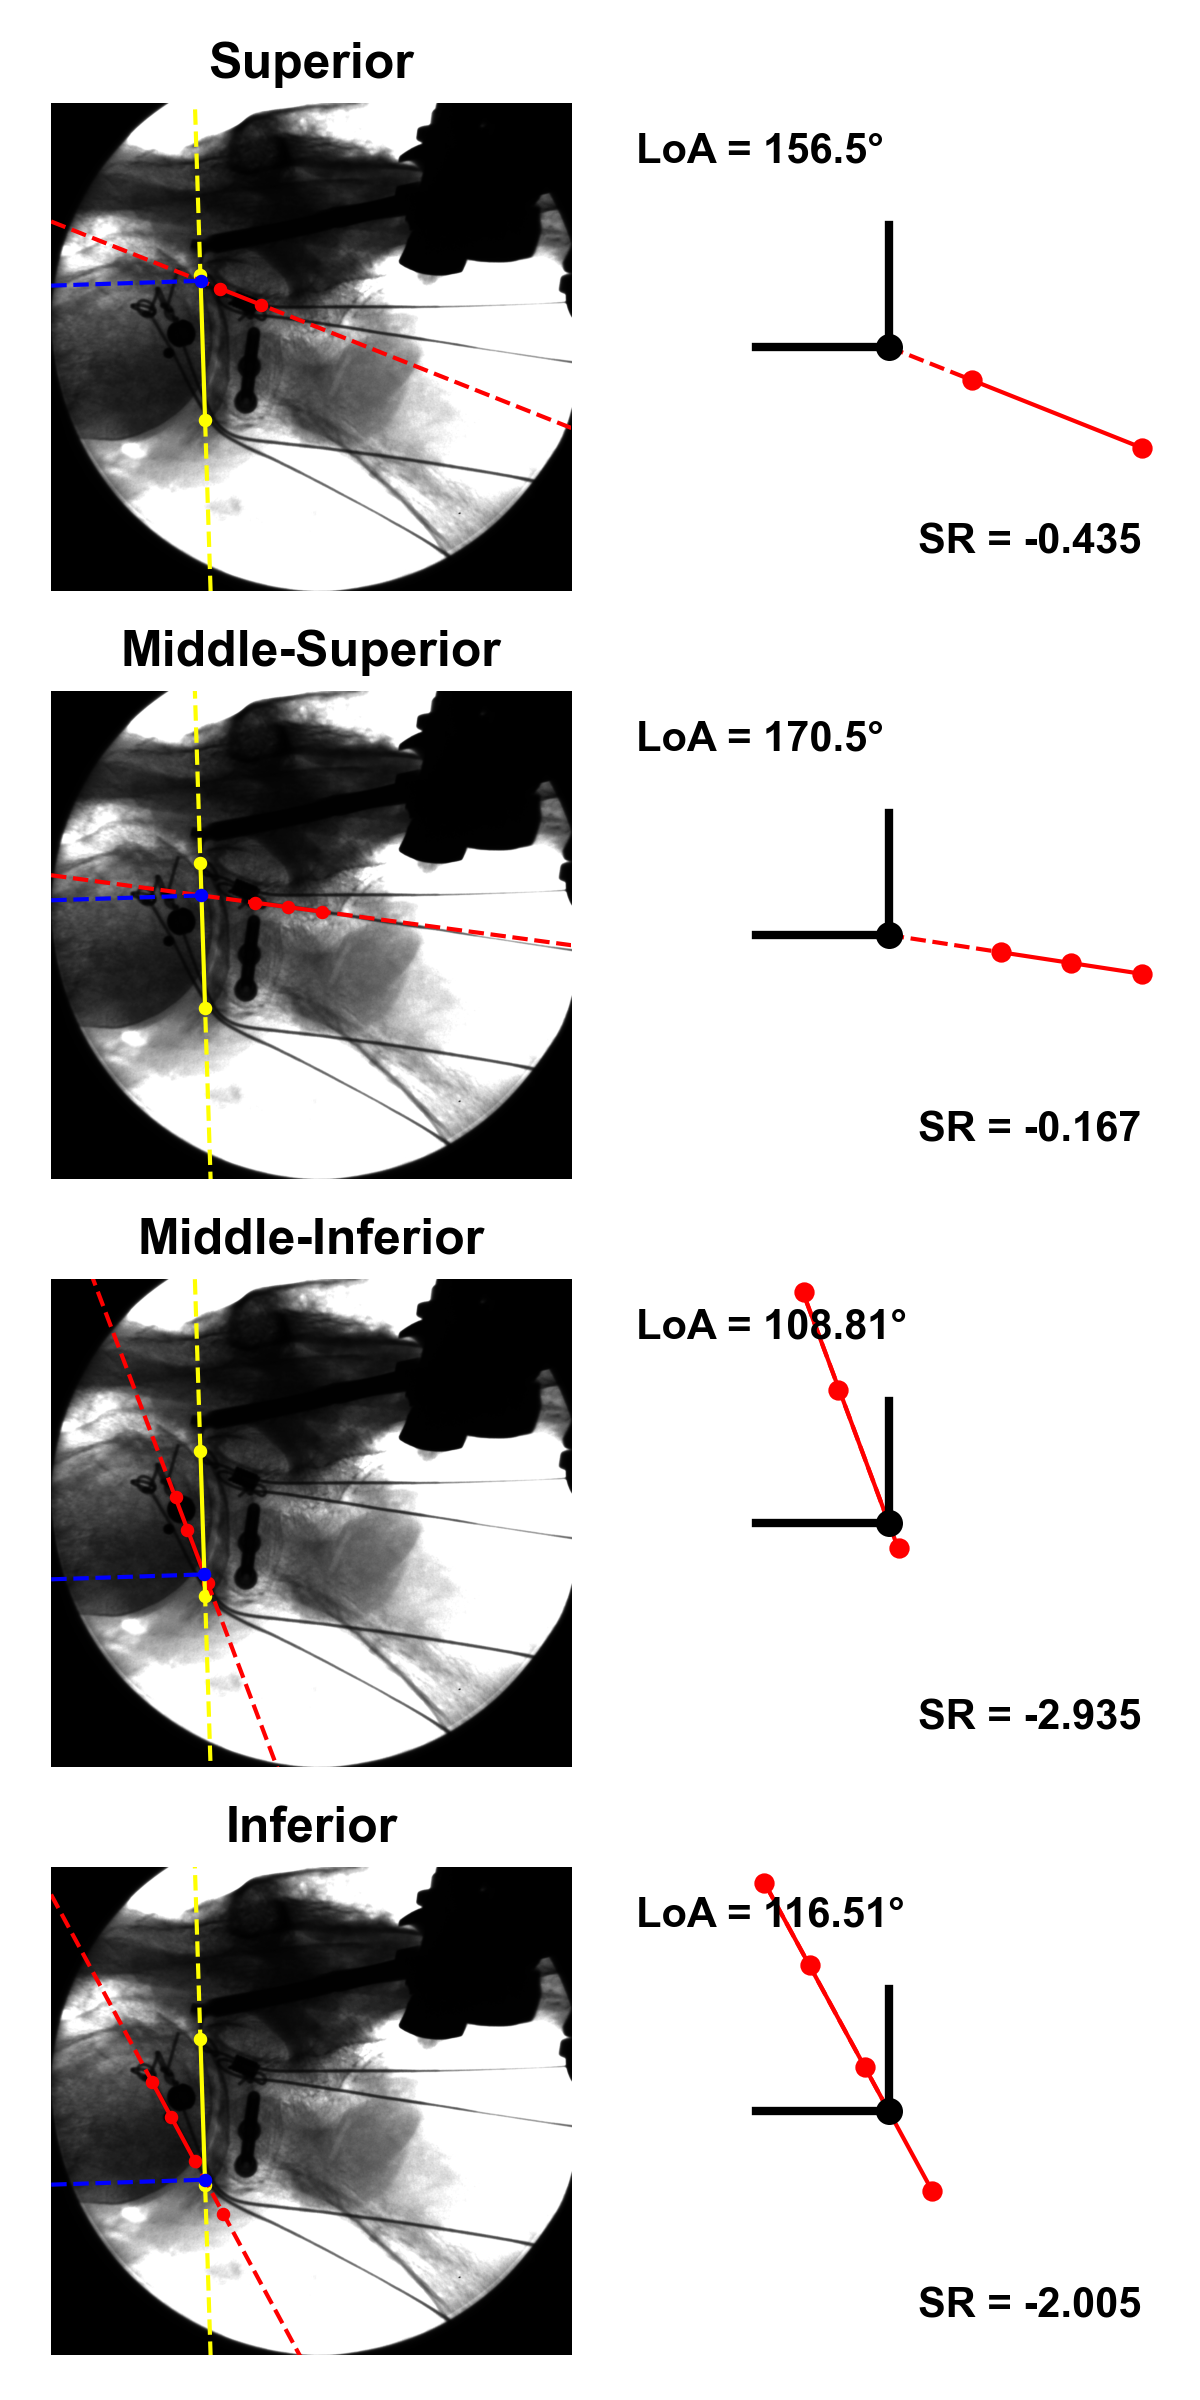 Superior
LoA = 156.5°
SR = -0.435
Middle-Superior
LoA = 170.5°
SR = -0.167
Middle-Inferior
LoA = 108.81°
SR = -2.935
Inferior
LoA = 116.51°
SR = -2.005